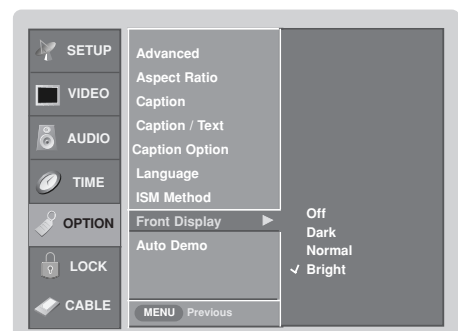 SETUP
VIDEO
AUDIO
TIME
OPTION
LOCK
CABLE
Advanced
Aspect Ratio
Caption
Caption / Text
Caption Option
Language
ISM Method
Front Display
Auto Demo
MENU Previous
Off
Dark
Normal
Bright